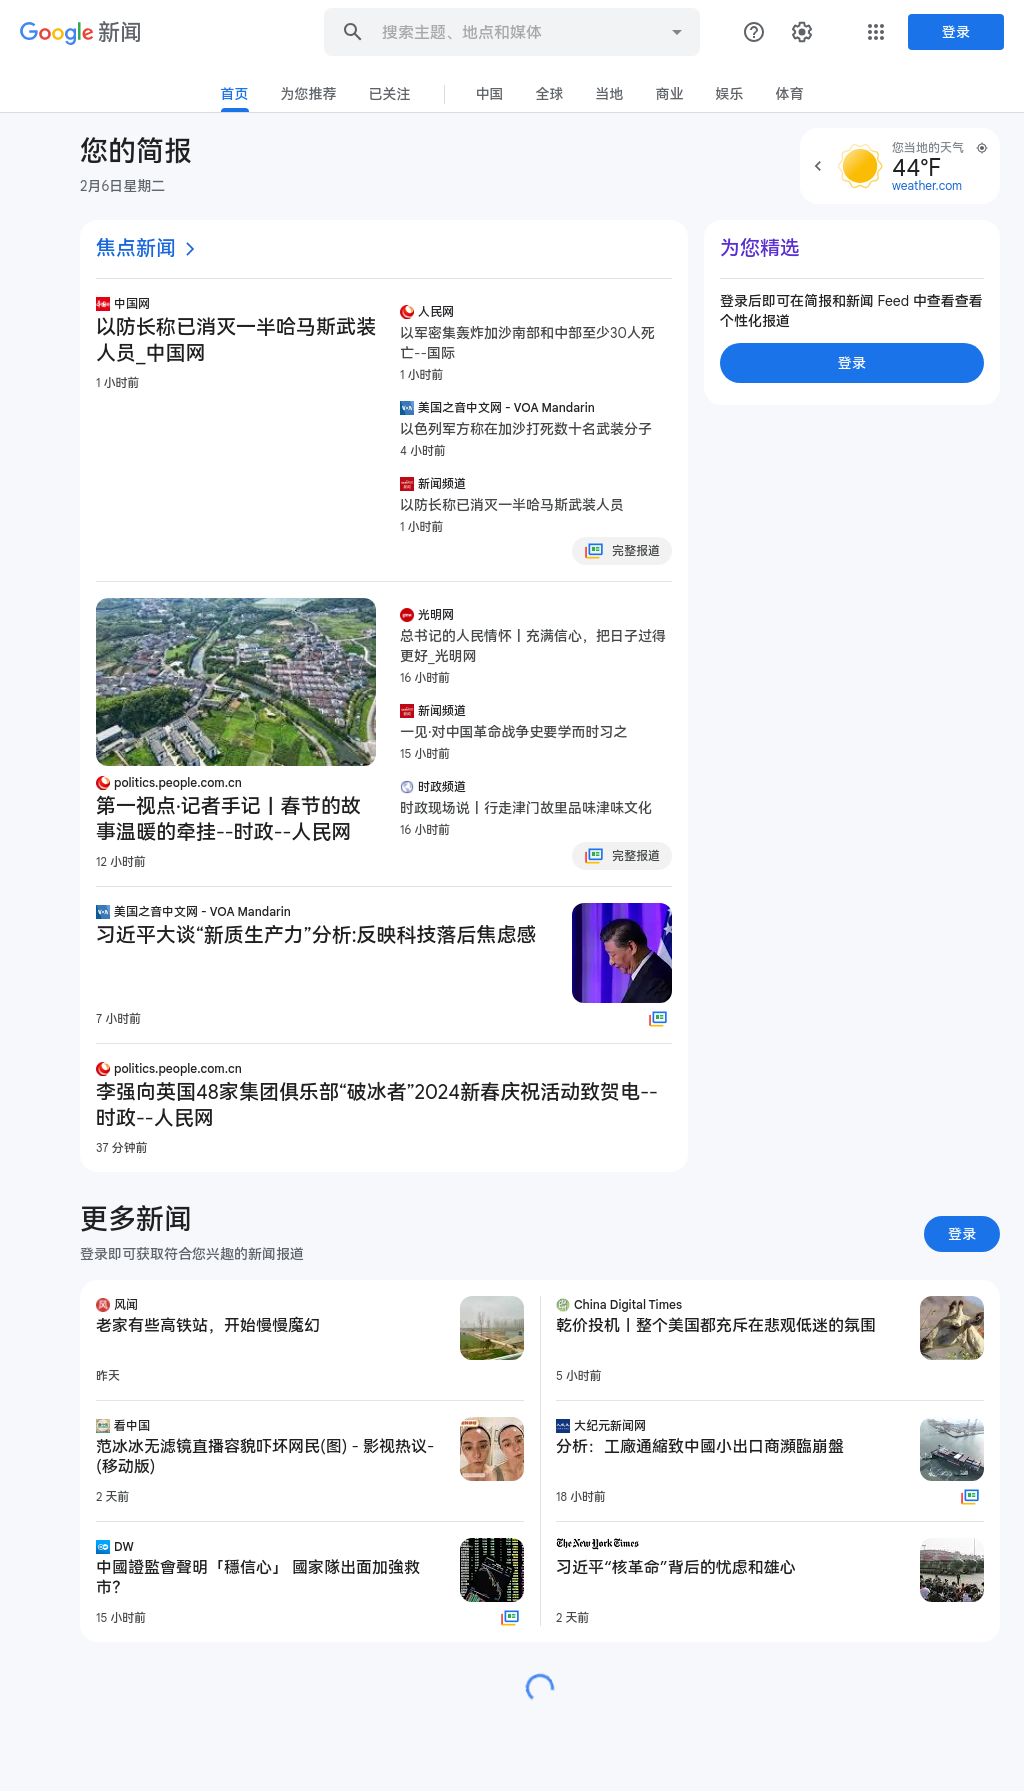 Google 新闻
搜索主题、地点和媒体
登录
首页
为您推荐
已关注
中国
全球
当地
商业
娱乐
体育
您的简报
2月6日星期二
您当地的天气
44°F
weather.com
焦点新闻
中国网
以防长称已消灭一半哈马斯武装
人员_中国网
1 小时前
人民网
以军密集轰炸加沙南部和中部至少30人死
亡--国际
1 小时前
美国之音中文网 - VOA Mandarin
以色列军方称在加沙打死数十名武装分子
4 小时前
新闻频道
以防长称已消灭一半哈马斯武装人员
1 小时前
完整报道
为您精选
登录后即可在简报和新闻 Feed 中查看查看
个性化报道
登录
politics.people.com.cn
第一视点·记者手记丨春节的故
事温暖的牵挂--时政--人民网
12 小时前
光明网
总书记的人民情怀丨充满信心，把日子过得
更好_光明网
16 小时前
新闻频道
一见·对中国革命战争史要学而时习之
15 小时前
时政频道
时政现场说丨行走津门故里品味津味文化
16 小时前
完整报道
美国之音中文网 - VOA Mandarin
习近平大谈“新质生产力”分析:反映科技落后焦虑感
7 小时前
politics.people.com.cn
李强向英国48家集团俱乐部“破冰者”2024新春庆祝活动致贺电--
时政--人民网
37 分钟前
更多新闻
登录即可获取符合您兴趣的新闻报道
登录
风闻
老家有些高铁站，开始慢慢魔幻
昨天
China Digital Times
乾价投机丨整个美国都充斥在悲观低迷的氛围
5 小时前
看中国
范冰冰无滤镜直播容貌吓坏网民(图) - 影视热议-
(移动版)
2 天前
大纪元新闻网
分析：工廠通縮致中國小出口商瀕臨崩盤
18 小时前
DW
中國證監會聲明「穩信心」 國家隊出面加強救
市？
15 小时前
The New York Times
习近平“核革命”背后的忧虑和雄心
2 天前